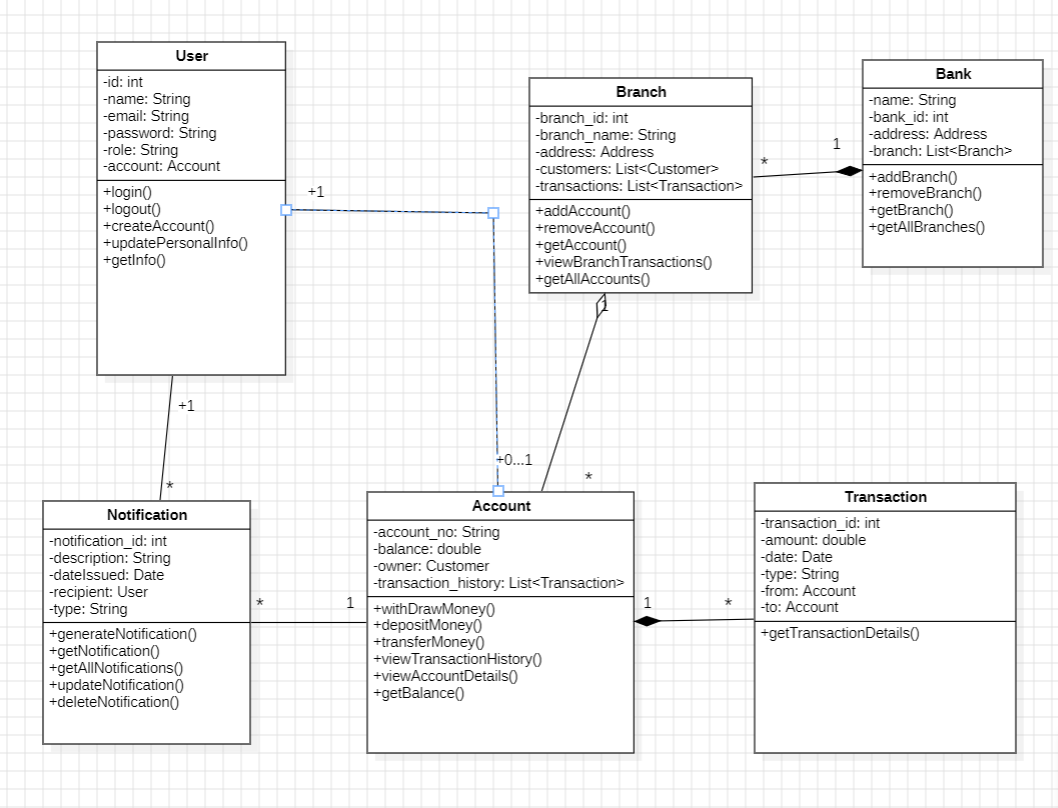 User
-id: int
-name: String
-email: String
-password: String
-role: String
-account: Account
+login()
+logout()
+createAccount()
+updatePersonalInfo()
+getInfo()
+1
Branch
-branch_id: int
-branch_name: String
-address: Address
-customers: List<Customer>
-transactions: List<Transaction>
+addAccount()
+removeAccount()
+getAccount()
+viewBranchTransactions()
+getAllAccounts()
*
1
Bank
-name: String
-bank_id: int
-address: Address
-branch: List<Branch>
+addBranch()
+removeBranch()
+getBranch()
+getAllBranches()
1
+1
*
+0...1
*
Notification
-notification_id: int
-description: String
-dateIssued: Date
-recipient: User
-type: String
+generateNotification()
+getNotification()
+getAllNotifications()
+updateNotification()
+deleteNotification()
*
1
Account
-account_no: String
-balance: double
-owner: Customer
-transaction_history: List<Transaction>
+withDrawMoney()
+depositMoney()
+transferMoney()
+viewTransactionHistory()
+viewAccountDetails()
+getBalance()
1
*
Transaction
-transaction_id: int
-amount: double
-date: Date
-type: String
-from: Account
-to: Account
+getTransactionDetails()